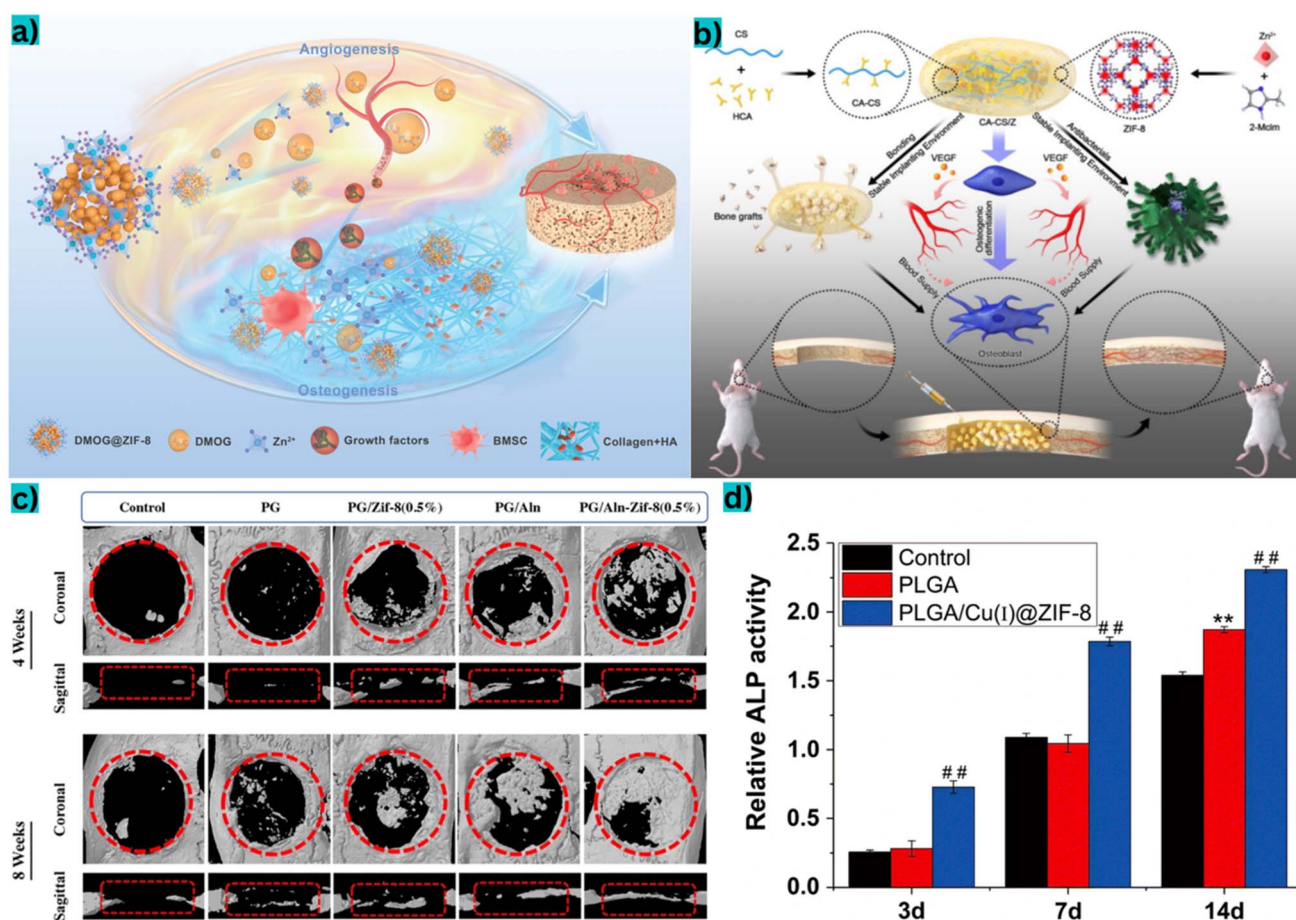 a)
Angiogenesis
Osteogenesis
DMOG@ZIF-8
DMOG
Zn²⁺
Growth factors
BMSC
Collagen+HA
b)
CS
+
HCA
CA-CS
CA-CS/Z
ZIF-8
Zn²⁺
+
2-MclM
Bonding
Stable Implanting Environment
Antibacterials
Stable Implanting Environment
VEGF
VEGF
Bone grafts
Osteogenic
differentiation
Blood Supply
Blood Supply
Osteoblast
c)
Control
PG
PG/Zif-8(0.5%)
PG/Aln
PG/Aln-Zif-8(0.5%)
4 Weeks
Coronal
Sagittal
8 Weeks
Coronal
Sagittal
d)
Relative ALP activity
2.5
2.0
1.5
1.0
0.5
0.0
Control
PLGA
PLGA/Cu(I)@ZIF-8
##
##
**
##
3d
7d
14d